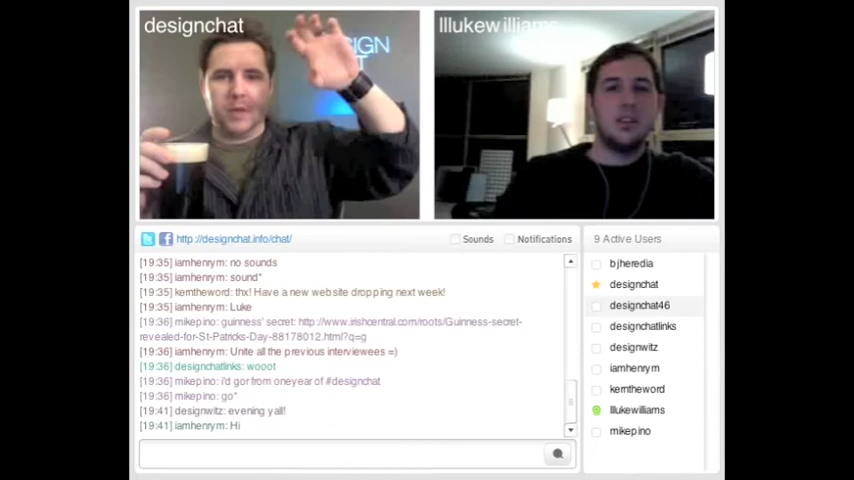 designchat
lllukewilliams
SIGN
T
http://designchat.info/chat/
Sounds
Notifications
9 Active Users
[19:35] iamhenrym: no sounds
[19:35] iamhenrym: sound*
[19:35] kerntheword: thx! Have a new website dropping next week!
[19:35] iamhenrym: Luke
[19:36] mikepino: guinness' secret: http://www.irishcentral.com/roots/Guinness-secret-
revealed-for-St-Patricks-Day-88178012.html?q=g
[19:36] iamhenrym: Unite all the previous interviewees =)
[19:36] designchatlinks: wooot
[19:36] mikepino: i'd gor from oneyear of #designchat
[19:36] mikepino: go*
[19:41] designwitz: evening yall!
[19:41] iamhenrym: Hi
bjheredia
designchat
designchat46
designchatlinks
designwitz
iamhenrym
kerntheword
lllukewilliams
mikepino